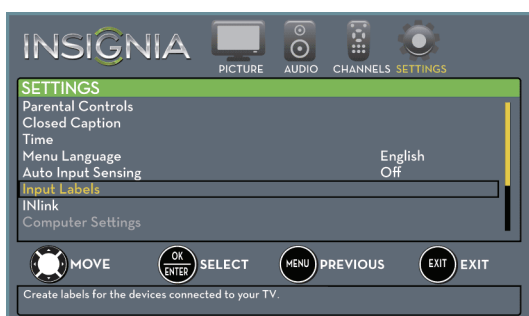 INSIGNIA
PICTURE AUDIO CHANNELS SETTINGS
SETTINGS
Parental Controls
Closed Caption
Time
Menu Language English
Auto Input Sensing Off
Input Labels
INlink
Computer Settings
MOVE OK ENTER SELECT MENU PREVIOUS EXIT EXIT
Create labels for the devices connected to your TV.